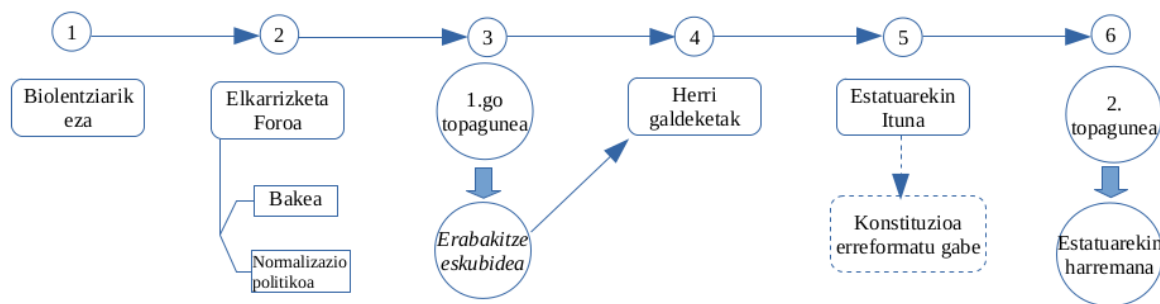 1
2
3
4
5
6
Biolentziarik
eza
Elkarrizketa
Foroa
Bakea
Normalizazio
politikoa
1.go
topagunea
Erabakitze
eskubidea
Herri
galdeketak
Estatuarekin
Ituna
Konstituzioa
erreformatu gabe
2.
topagunea
Estatuarekin
harremana